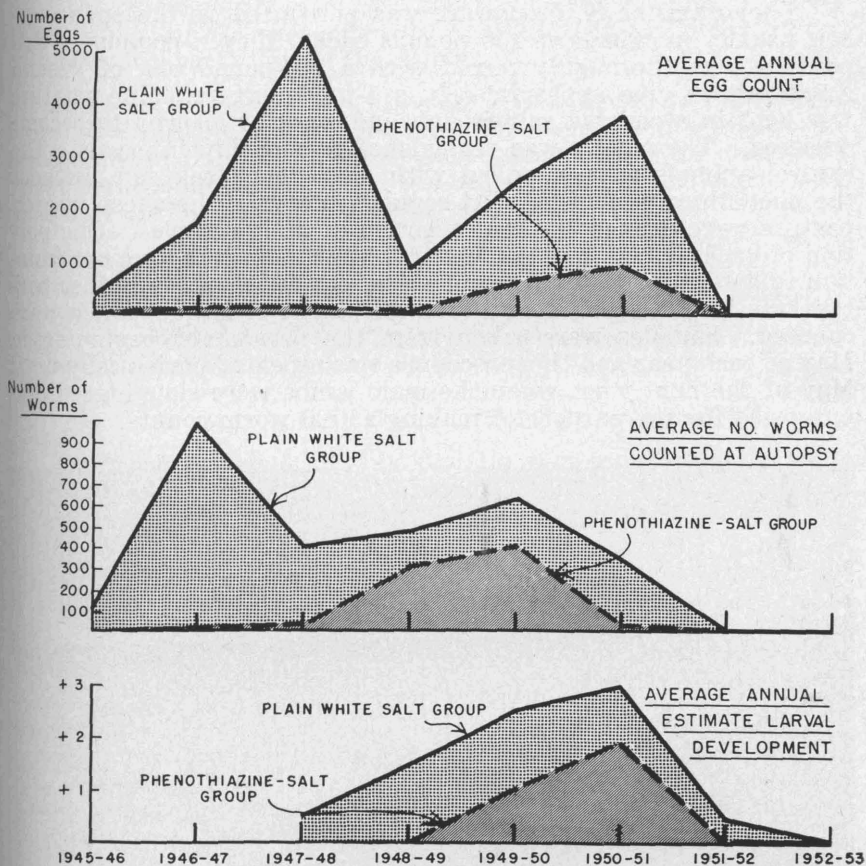 Number of
Eggs
5000
4000
3000
2000
1000
PLAIN WHITE
SALT GROUP
PHENOTHIAZINE-SALT
GROUP
AVERAGE ANNUAL
EGG COUNT
Number of
Worms
900
800
700
600
500
400
300
200
100
PLAIN WHITE SALT
GROUP
PHENOTHIAZINE-SALT GROUP
AVERAGE NO. WORMS
COUNTED AT AUTOPSY
+ 3
+ 2
+ 1
PLAIN WHITE SALT GROUP
PHENOTHIAZINE-SALT
GROUP
AVERAGE ANNUAL
ESTIMATE LARVAL
DEVELOPMENT
1945-46 1946-47 1947-48 1948-49 1949-50 1950-51 1951-52 1952-53